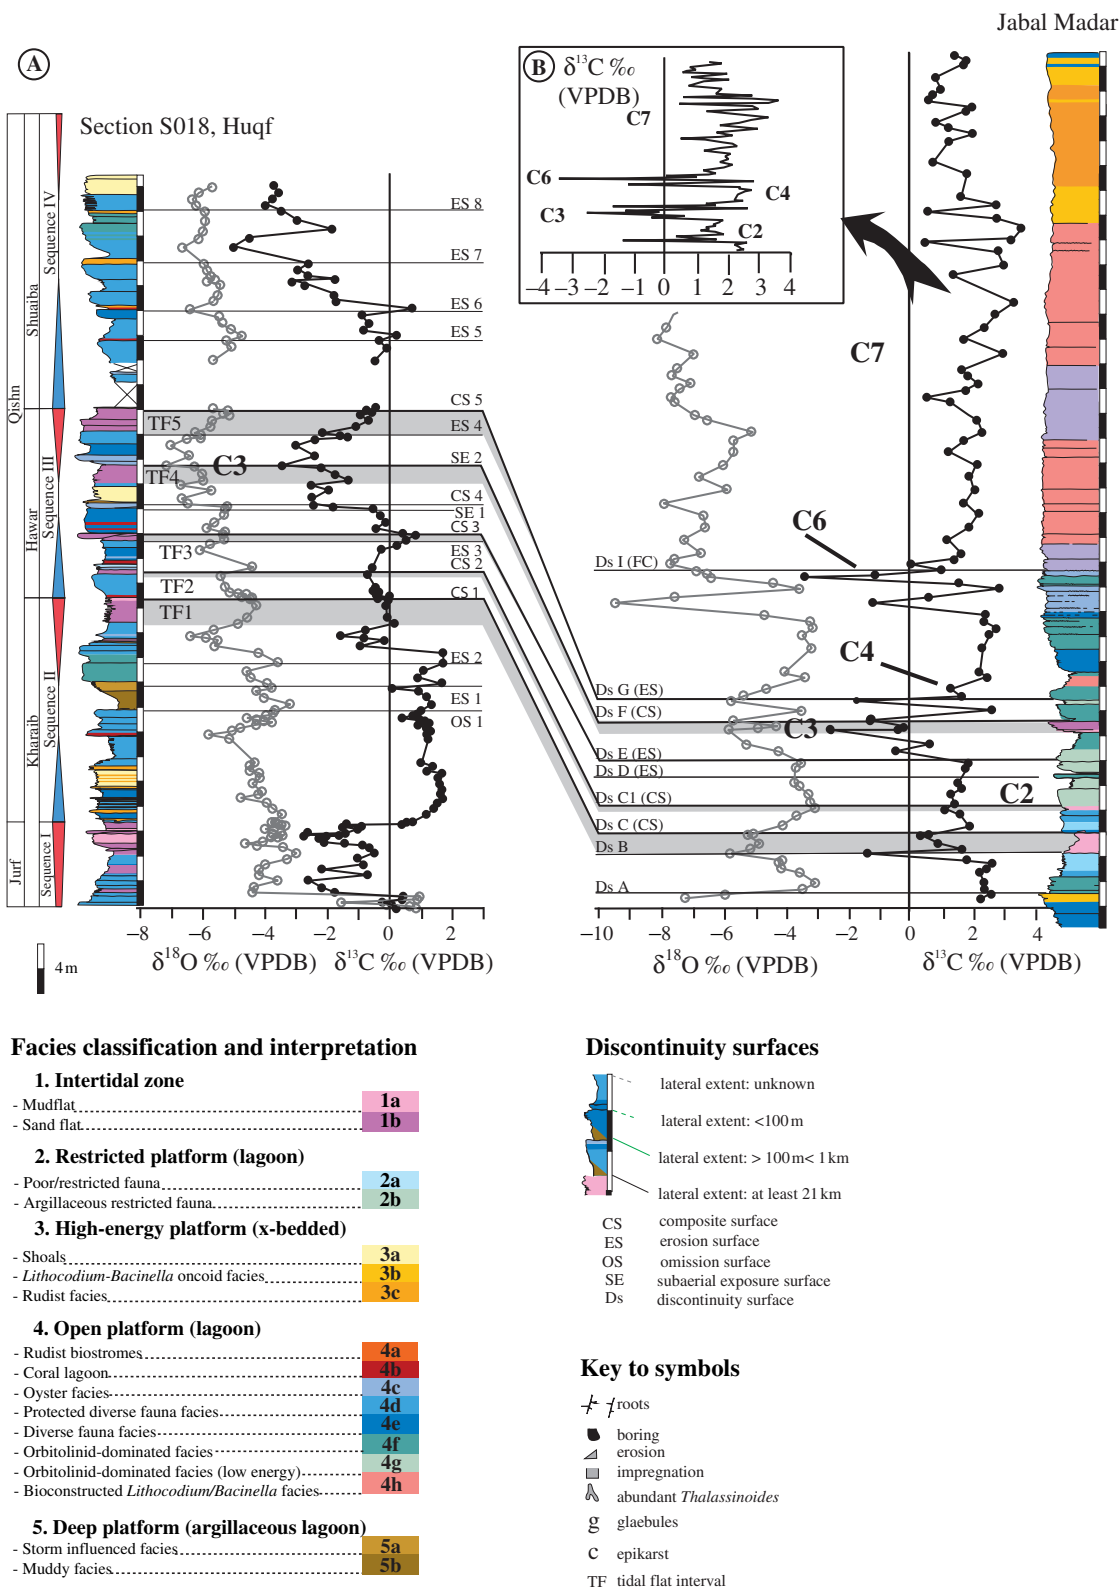 Jabal Madar
A
Section S018, Huqf
B
δ13C ‰
(VPDB)
C7
C6
C4
C3
C2
−4 −3 −2 −1 0 1 2 3 4
Qishn
Shuaiba
Hawar
Kharaib
Jurf
Sequence IV
Sequence III
Sequence II
Sequence I
ES 8
ES 7
ES 6
ES 5
CS 5
TF5
ES 4
C3
SE 2
TF4
CS 4
SE 1
CS 3
TF3
ES 3
CS 2
TF2
CS 1
TF1
ES 2
ES 1
OS 1
C7
C6
Ds I (FC)
C4
Ds G (ES)
Ds F (CS)
C3
Ds E (ES)
Ds D (ES)
Ds C1 (CS)
C2
Ds C (CS)
Ds B
Ds A
−8 −6 −4 −2 0 2
δ18O ‰ (VPDB) δ13C ‰ (VPDB)
−10 −8 −6 −4 −2 0 2 4
δ18O ‰ (VPDB) δ13C ‰ (VPDB)
4 m
Facies classification and interpretation
1. Intertidal zone
- Mudflat 1a
- Sand flat 1b
2. Restricted platform (lagoon)
- Poor/restricted fauna 2a
- Argillaceous restricted fauna 2b
3. High-energy platform (x-bedded)
- Shoals 3a
- Lithocodium-Bacinella oncoid facies 3b
- Rudist facies 3c
4. Open platform (lagoon)
- Rudist biostromes 4a
- Coral lagoon 4b
- Oyster facies 4c
- Protected diverse fauna facies 4d
- Diverse fauna facies 4e
- Orbitolinid-dominated facies 4f
- Orbitolinid-dominated facies (low energy) 4g
- Bioconstructed Lithocodium/Bacinella facies 4h
5. Deep platform (argillaceous lagoon)
- Storm influenced facies 5a
- Muddy facies 5b
Discontinuity surfaces
lateral extent: unknown
lateral extent: <100 m
lateral extent: > 100 m< 1 km
lateral extent: at least 21 km
CS composite surface
ES erosion surface
OS omission surface
SE subaerial exposure surface
Ds discontinuity surface
Key to symbols
roots
boring
erosion
impregnation
abundant Thalassinoides
g glaebules
c epikarst
TF tidal flat interval